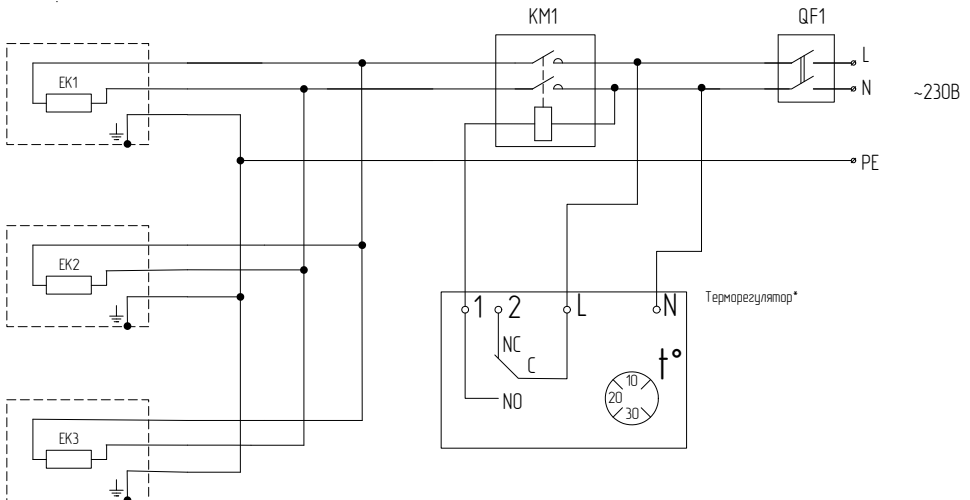 KM1
QF1
L
N
~230В
EK1
PE
EK2
Терморегулятор*
1
2
L
N
NC
C
t°
NO
10
20
30
EK3